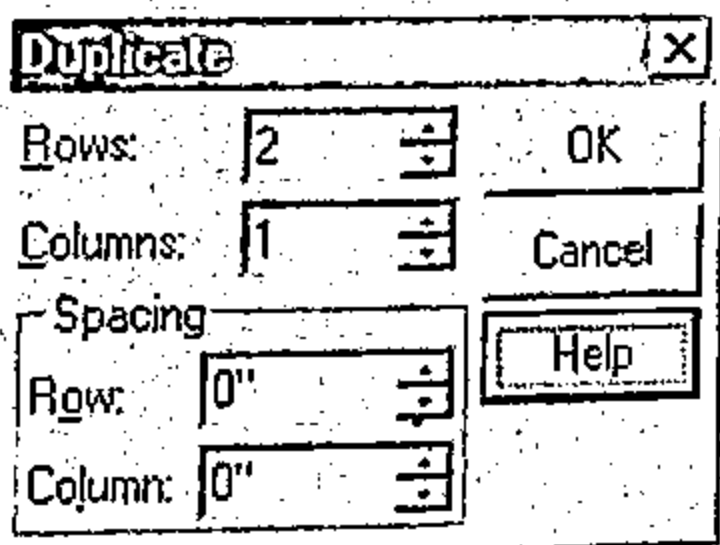 Duplicate
Rows: 2 OK
Columns: 1 Cancel
Spacing
Help
Row: 0"
Column: 0"